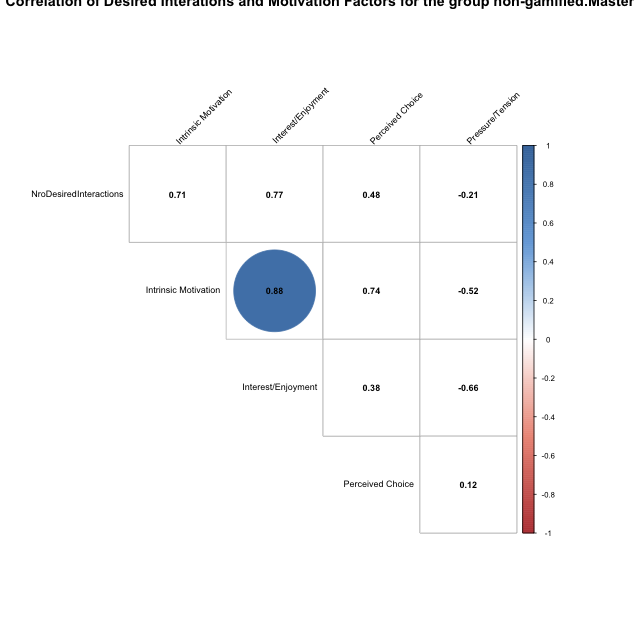 Correlation of Desired Interations and Motivation Factors for the group non-gamified.Master
Intrinsic Motivation
Interest/Enjoyment
Perceived Choice
Pressure/Tension
NroDesiredInteractions 0.71 0.77 0.48 -0.21
Intrinsic Motivation 0.88 0.74 -0.52
Interest/Enjoyment 0.38 -0.66
Perceived Choice 0.12
1
0.8
0.6
0.4
0.2
0
-0.2
-0.4
-0.6
-0.8
-1